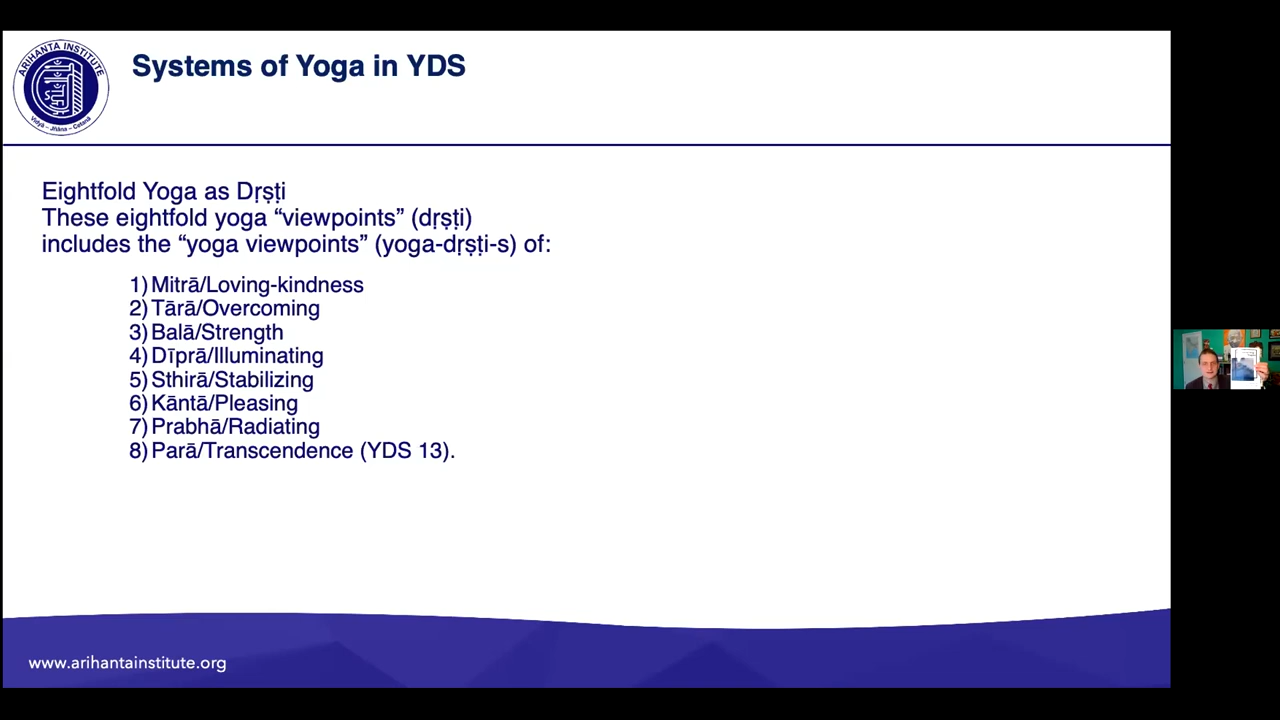 ARIHANTA INSTITUTE
Vidyā – Jñāna – Cetanā
Systems of Yoga in YDS
Eightfold Yoga as Dṛṣṭi
These eightfold yoga “viewpoints” (dṛṣṭi)
includes the “yoga viewpoints” (yoga-dṛṣṭi-s) of:
1) Mitrā/Loving-kindness
2) Tārā/Overcoming
3) Balā/Strength
4) Dīprā/Illuminating
5) Sthirā/Stabilizing
6) Kāntā/Pleasing
7) Prabhā/Radiating
8) Parā/Transcendence (YDS 13).
www.arihantainstitute.org